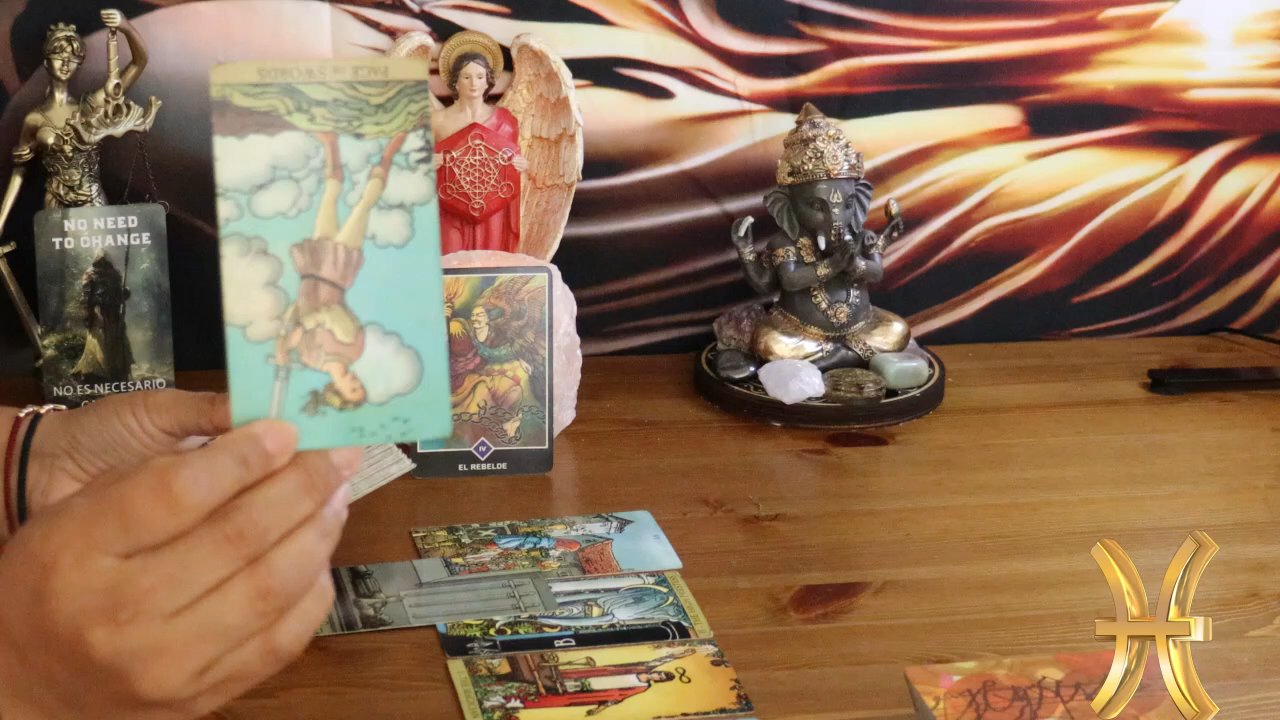 PAGE OF SWORDS
NO NEED
TO CHANGE
NO ES NECESARIO
IV
EL REBELDE
B